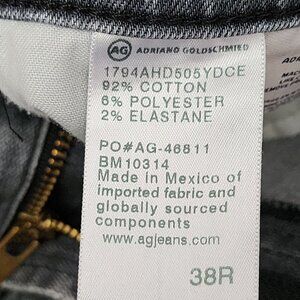 AG ADRIANO GOLDSCHMIED
1794AHD505YDCE
92% COTTON
6% POLYESTER
2% ELASTANE
PO#AG-46811
BM10314
Made in Mexico of
imported fabric and
globally sourced
components
www.agjeans.com
38R